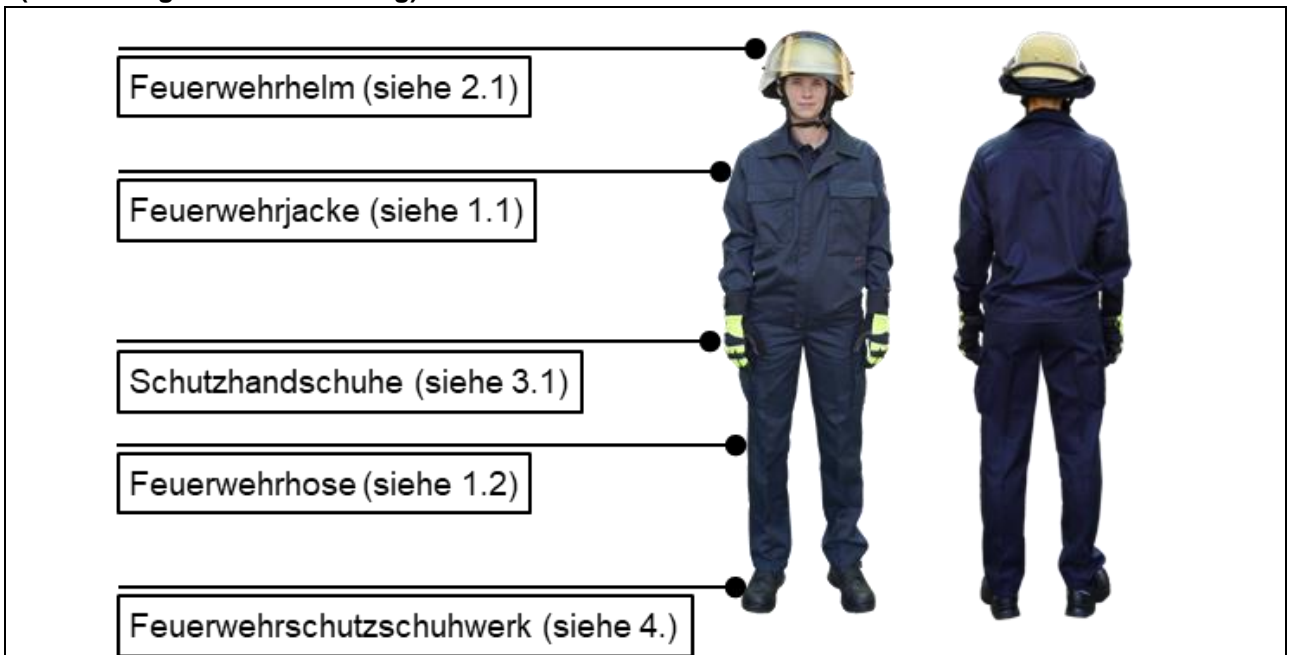 Feuerwehrhelm (siehe 2.1)
Feuerwehrjacke (siehe 1.1)
Schutzhandschuhe (siehe 3.1)
Feuerwehrhose (siehe 1.2)
Feuerwehrschutzschuhwerk (siehe 4.)